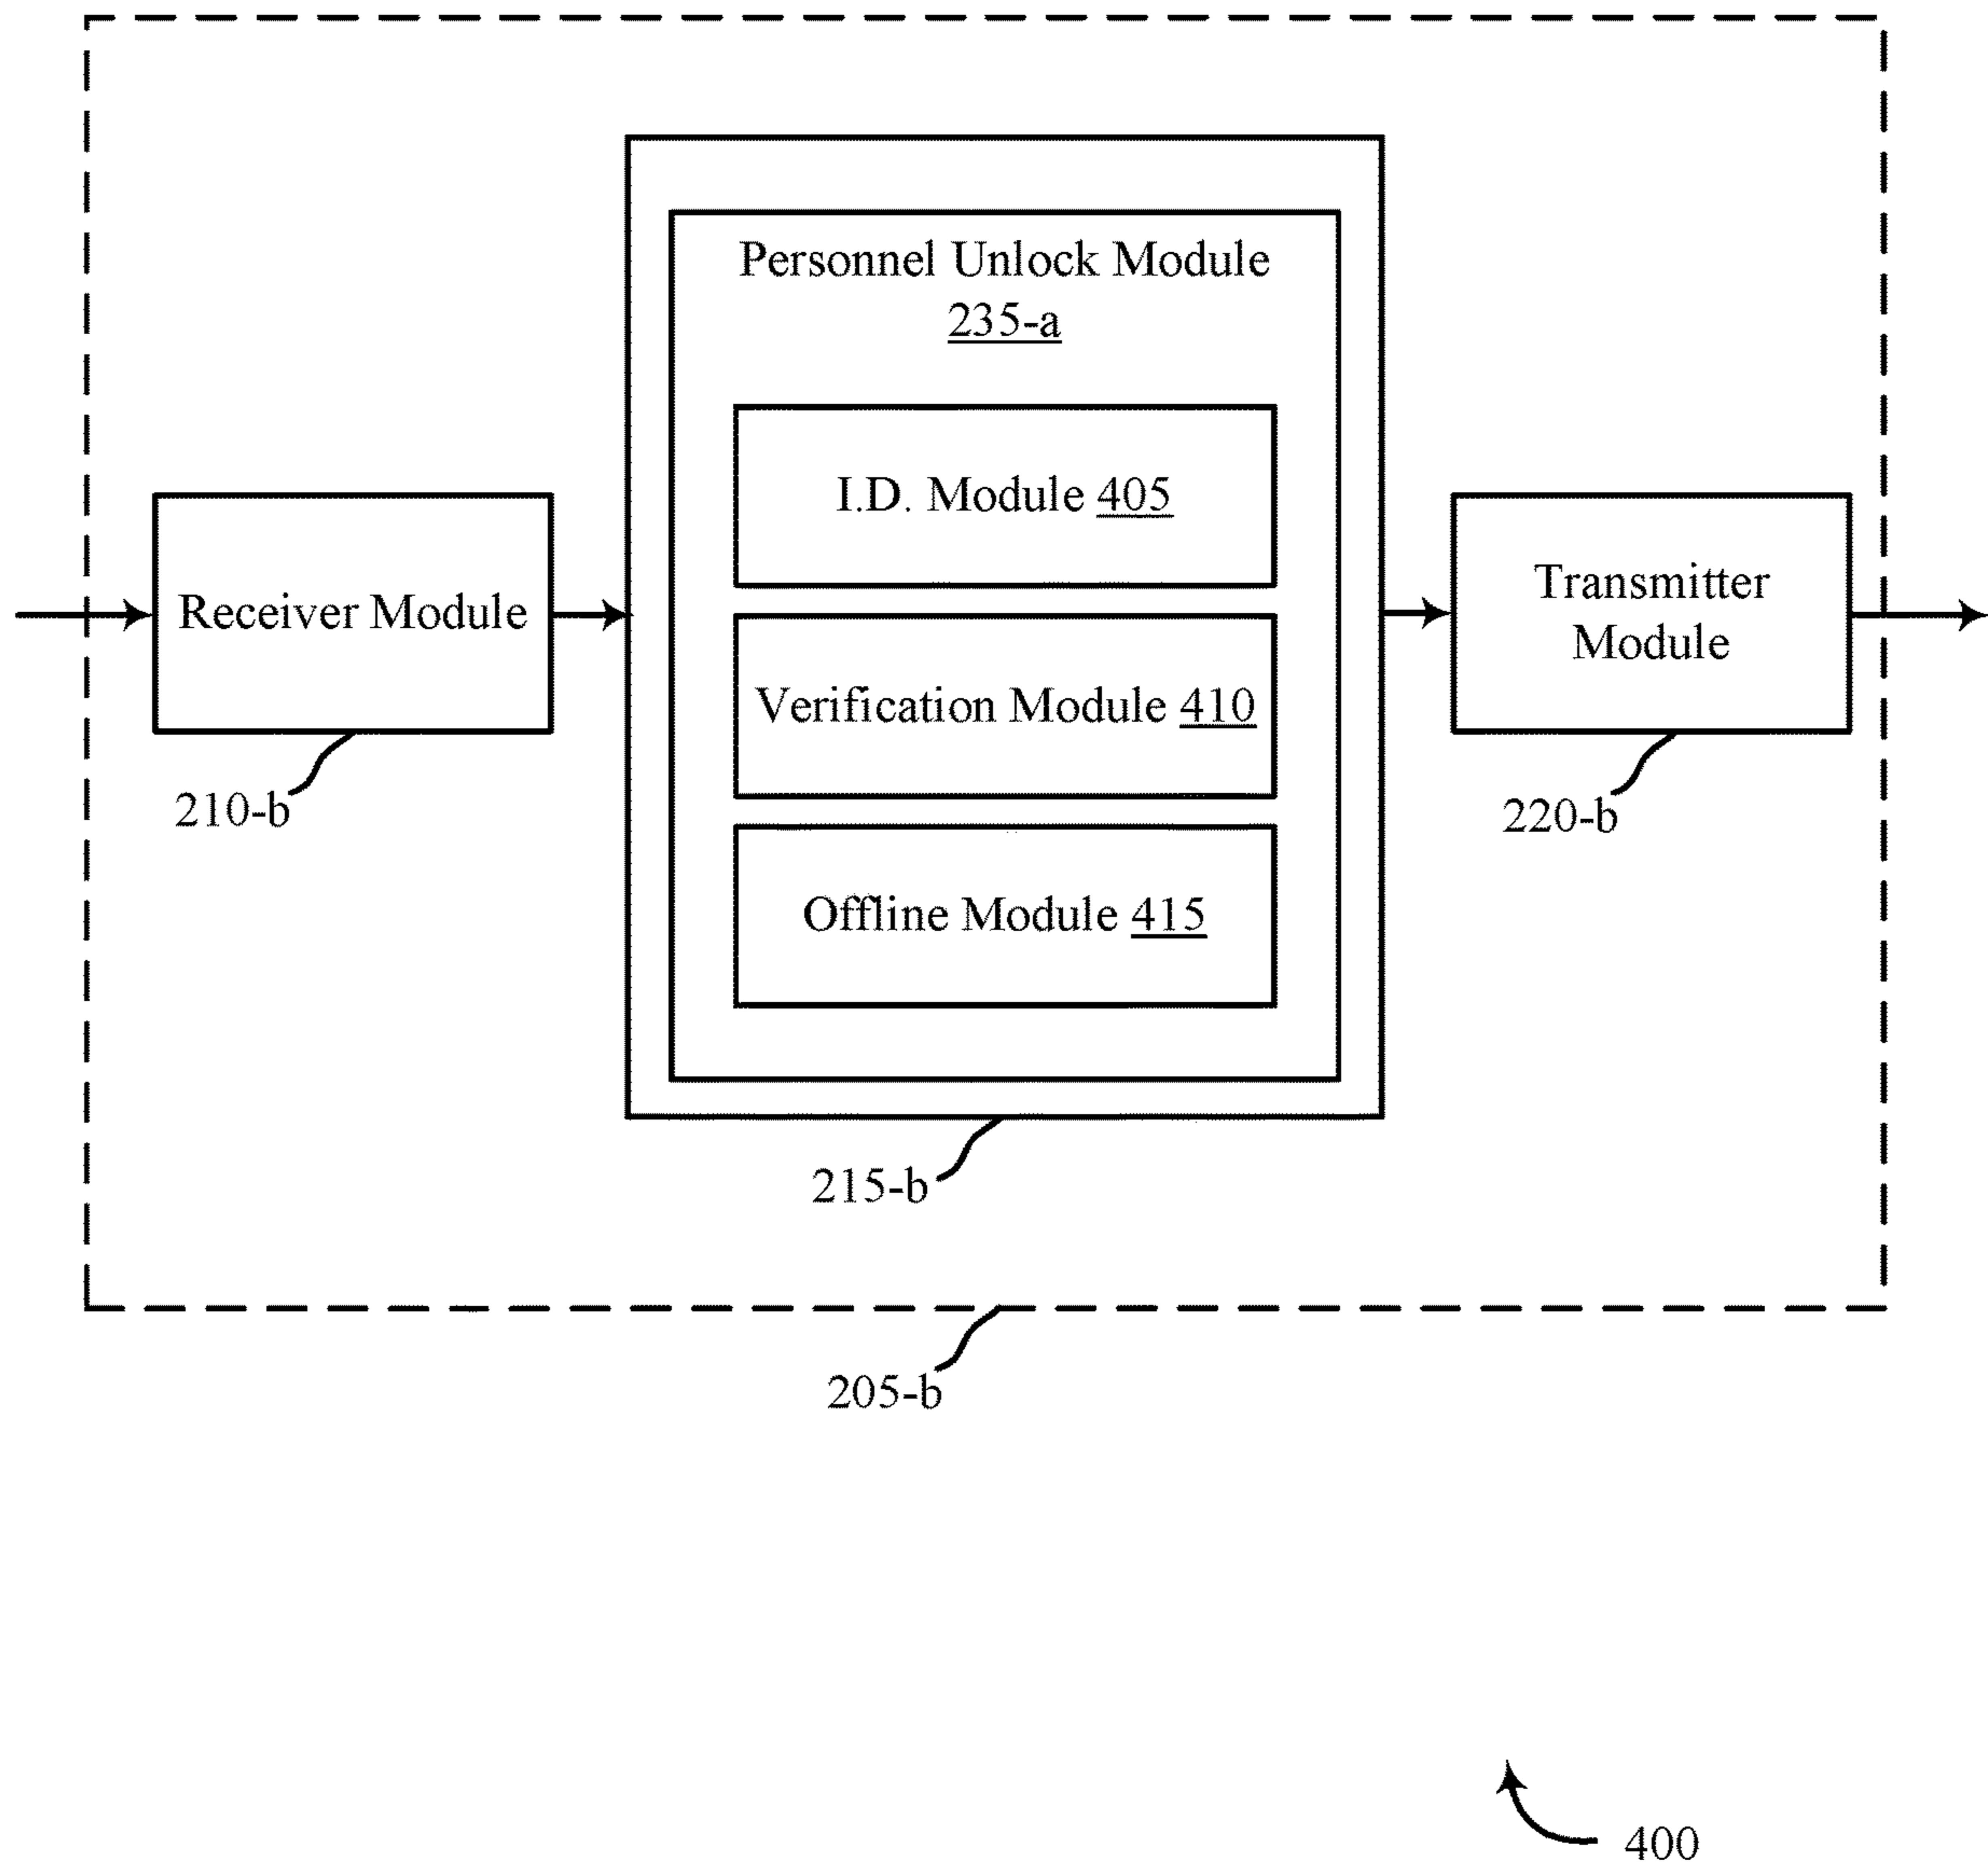 Personnel Unlock Module
235-a
I.D. Module 405
Receiver Module
Verification Module 410
Transmitter
Module
Offline Module 415
210-b
220-b
215-b
205-b
400